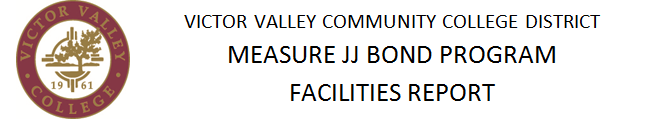 VICTOR VALLEY
19 61
COLLEGE
VICTOR VALLEY COMMUNITY COLLEGE DISTRICT
MEASURE JJ BOND PROGRAM
FACILITIES REPORT